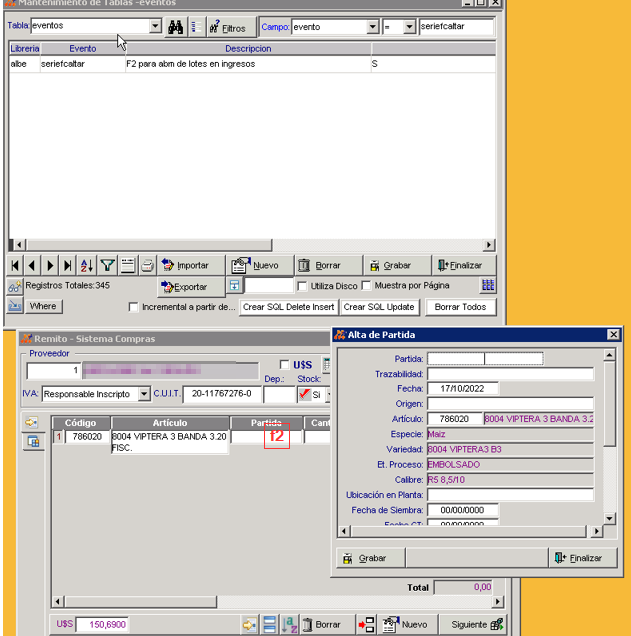 Mantenimiento de Tablas -eventos
Tabla: eventos Filtros Campo: evento = seriefcaltar
Libreria Evento Descripcion
albe seriefcaltar F2 para abm de lotes en ingresos S
Importar Nuevo Borrar Grabar Finalizar
Registros Totales:345 Exportar Utiliza Disco Muestra por Página
Where Incremental a partir de... Crear SQL Delete Insert Crear SQL Update Borrar Todos
Remito - Sistema Compras
Proveedor
1 U$S
Dep.: Stock:
IVA: Responsable Inscripto C.U.I.T. 20-11767276-0 Si
Código Artículo Partida Cant
1 786020 8004 VIPTERA 3 BANDA 3.20
FISC.
f2
Total 0,00
U$S 150,6900 Borrar Nuevo Siguiente
Alta de Partida
Partida:
Trazabilidad:
Fecha: 17/10/2022
Origen:
Artículo: 786020 8004 VIPTERA 3 BANDA 3.2
Especie: Maiz
Variedad: 8004 VIPTERA3 B3
Et. Proceso: EMBOLSADO
Calibre: R5 8,5/10
Ubicación en Planta:
Fecha de Siembra: 00/00/0000
Fecha CT: 00/00/0000
Grabar Finalizar